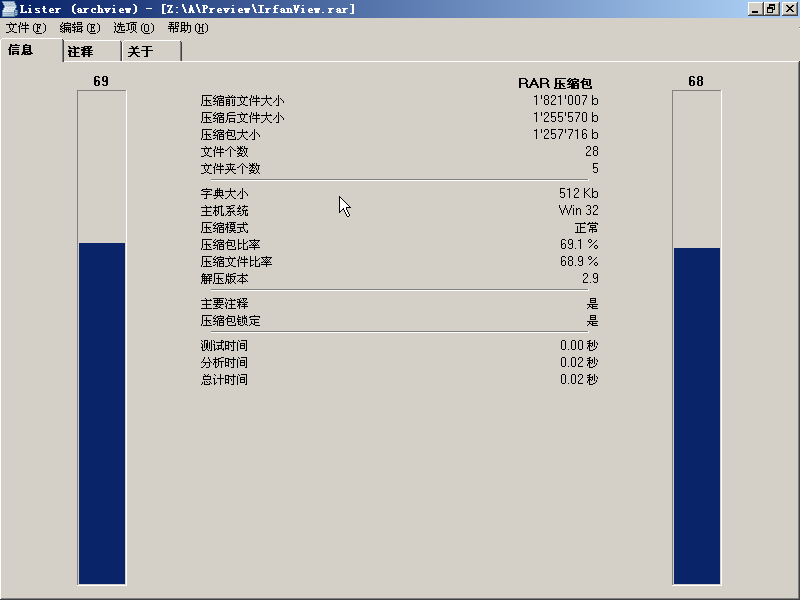 Lister (archview) - [Z:\A\Preview\IrfanView.rar]
文件(F) 编辑(E) 选项(O) 帮助(H)
信息 注释 关于
69 RAR 压缩包 68
压缩前文件大小 1'821'007 b
压缩后文件大小 1'255'570 b
压缩包大小 1'257'716 b
文件个数 28
文件夹个数 5
字典大小 512 Kb
主机系统 Win 32
压缩模式 正常
压缩包比率 69.1 %
压缩文件比率 68.9 %
解压版本 2.9
主要注释 是
压缩包锁定 是
测试时间 0.00 秒
分析时间 0.02 秒
总计时间 0.02 秒